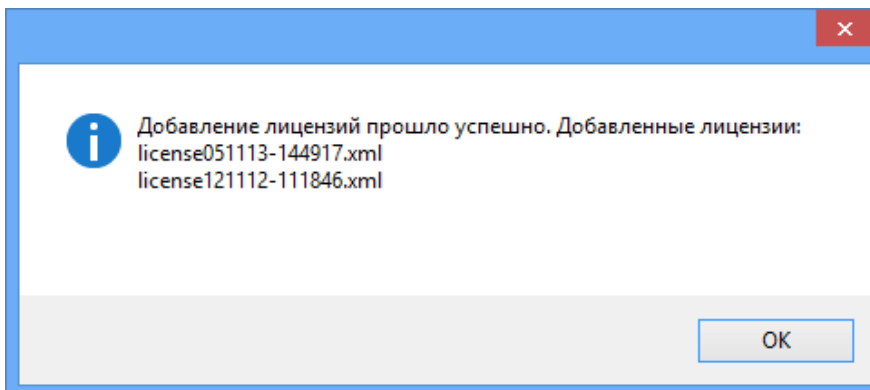 Добавление лицензий прошло успешно. Добавленные лицензии:
license051113-144917.xml
license121112-111846.xml
OK